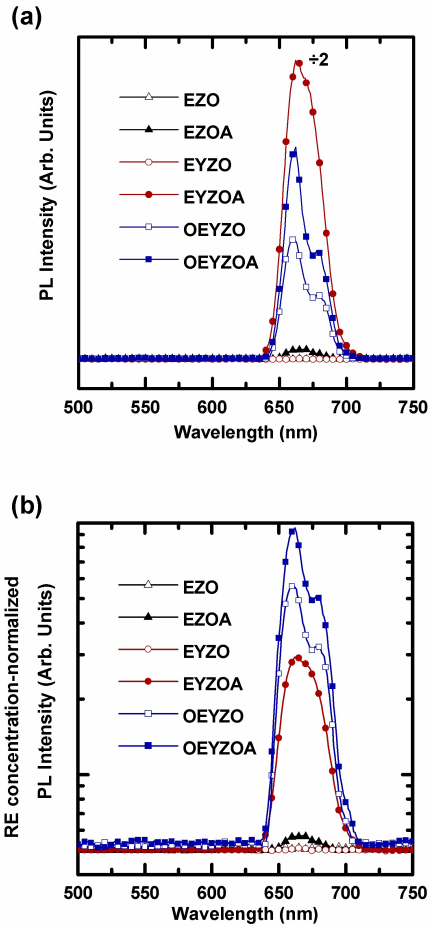 (a)
÷2
EZO
EZOA
EYZO
EYZOA
OEYZO
OEYZOA
PL Intensity (Arb. Units)
500 550 600 650 700 750
Wavelength (nm)
(b)
EZO
EZOA
EYZO
EYZOA
OEYZO
OEYZOA
RE concentration-normalized
PL Intensity (Arb. Units)
500 550 600 650 700 750
Wavelength (nm)